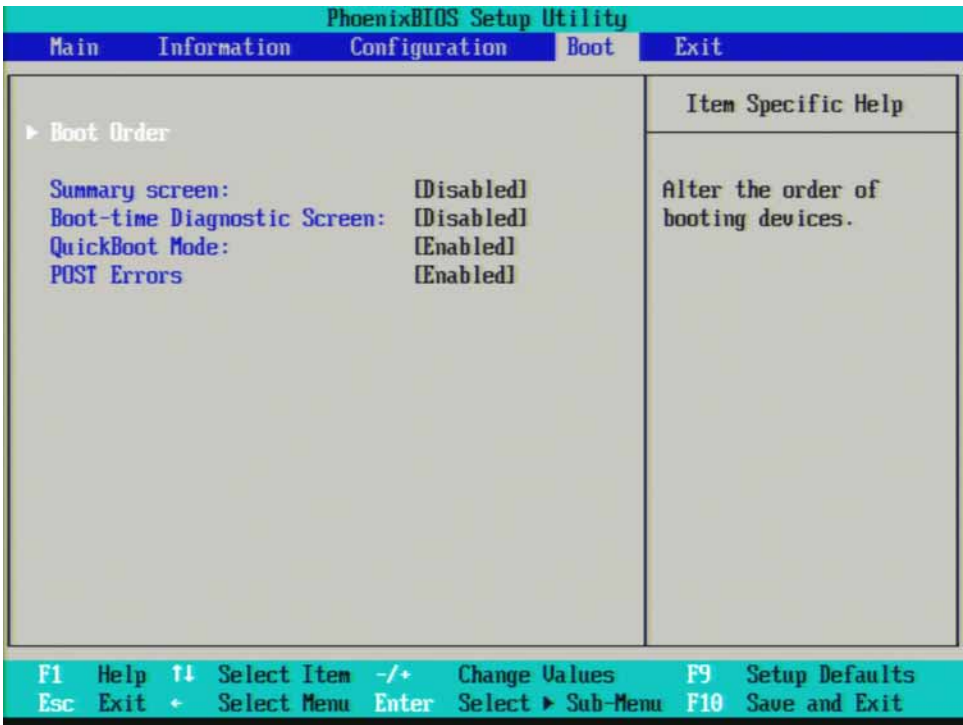 PhoenixBIOS Setup Utility
Main Information Configuration Boot Exit
Item Specific Help
▶ Boot Order
Summary screen: [Disabled]
Boot-time Diagnostic Screen: [Disabled]
QuickBoot Mode: [Enabled]
POST Errors [Enabled]
Alter the order of
booting devices.
F1 Help ↑↓ Select Item -/+ Change Values F9 Setup Defaults
Esc Exit ← Select Menu Enter Select ▶ Sub-Menu F10 Save and Exit